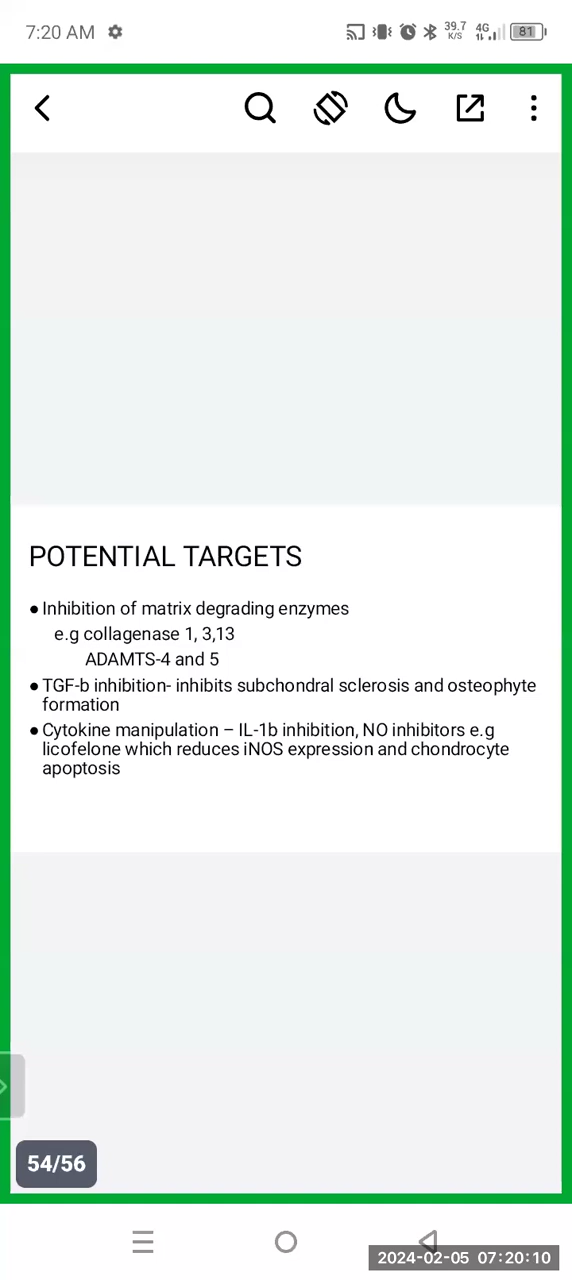 7:20 AM
39.7
K/S
4G
81
POTENTIAL TARGETS
● Inhibition of matrix degrading enzymes
e.g collagenase 1, 3,13
ADAMTS-4 and 5
● TGF-b inhibition- inhibits subchondral sclerosis and osteophyte
formation
● Cytokine manipulation – IL-1b inhibition, NO inhibitors e.g
licofelone which reduces iNOS expression and chondrocyte
apoptosis
54/56
2024-02-05 07:20:10